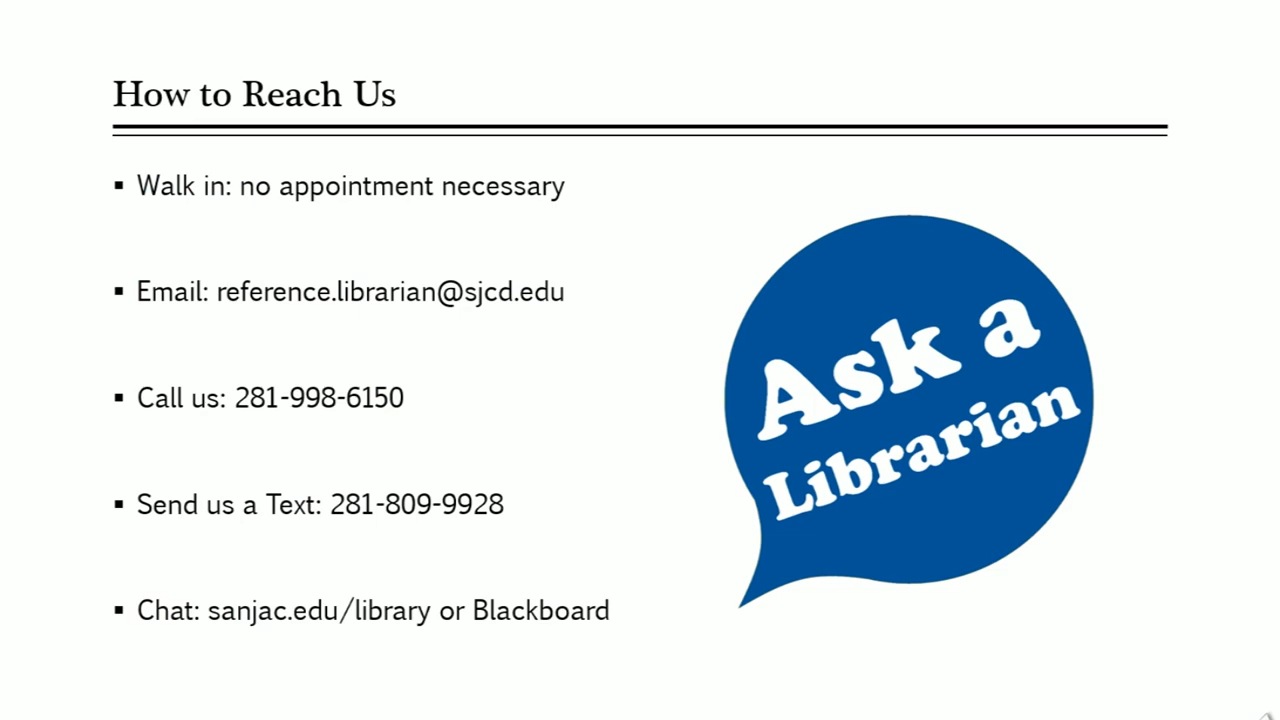 How to Reach Us
▪ Walk in: no appointment necessary
▪ Email: reference.librarian@sjcd.edu
▪ Call us: 281-998-6150
▪ Send us a Text: 281-809-9928
▪ Chat: sanjac.edu/library or Blackboard
Ask a
Librarian